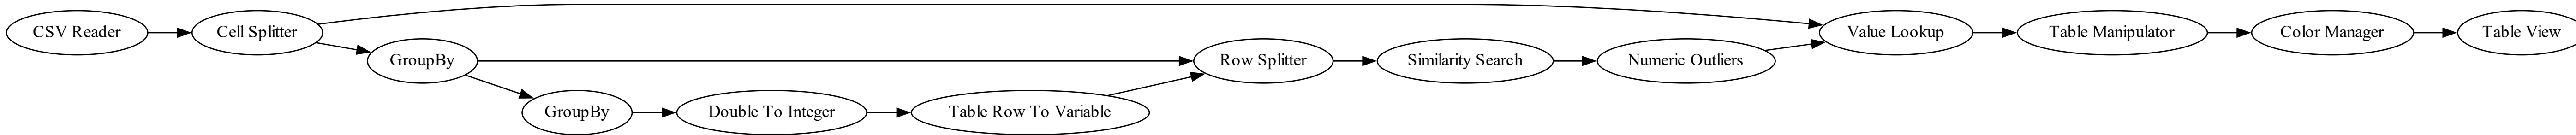 CSV Reader
Cell Splitter
GroupBy
GroupBy
Double To Integer
Table Row To Variable
Row Splitter
Similarity Search
Numeric Outliers
Value Lookup
Table Manipulator
Color Manager
Table View